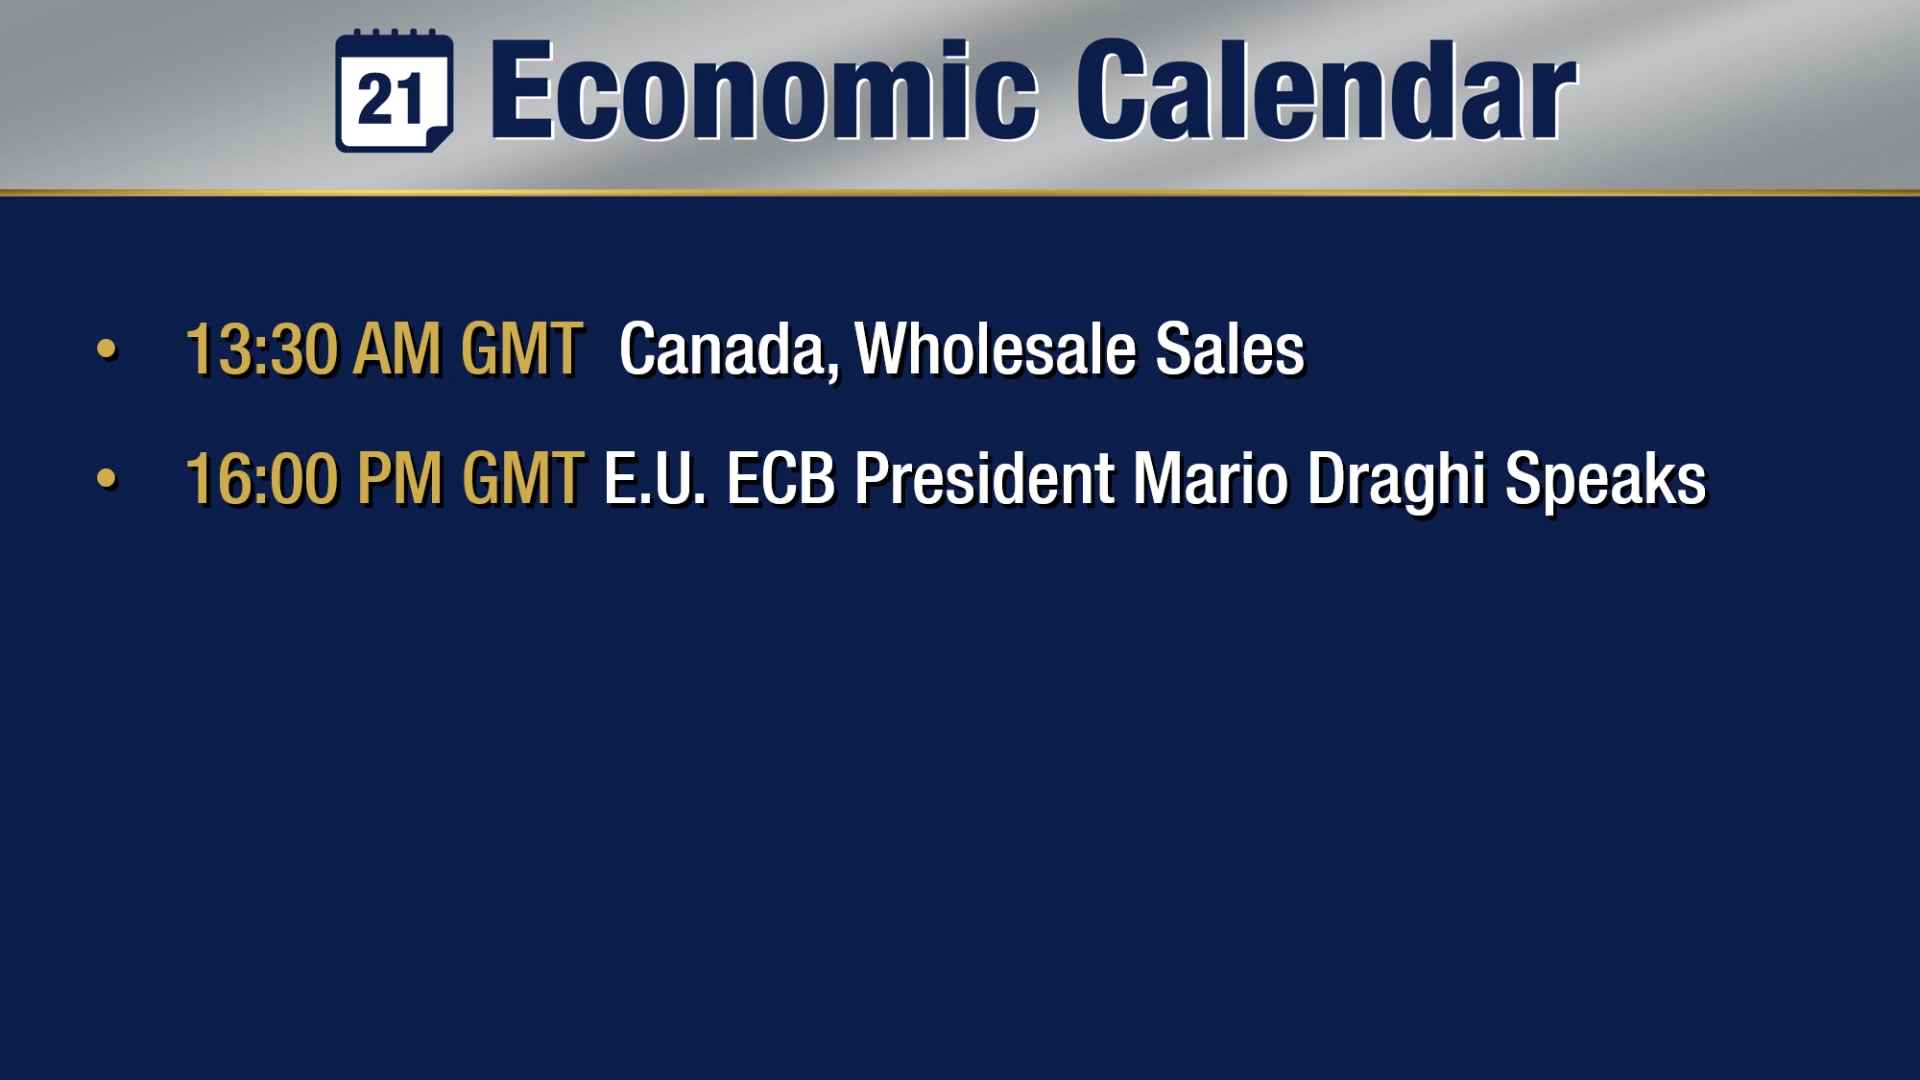 21 Economic Calendar
• 13:30 AM GMT Canada, Wholesale Sales
• 16:00 PM GMT E.U. ECB President Mario Draghi Speaks